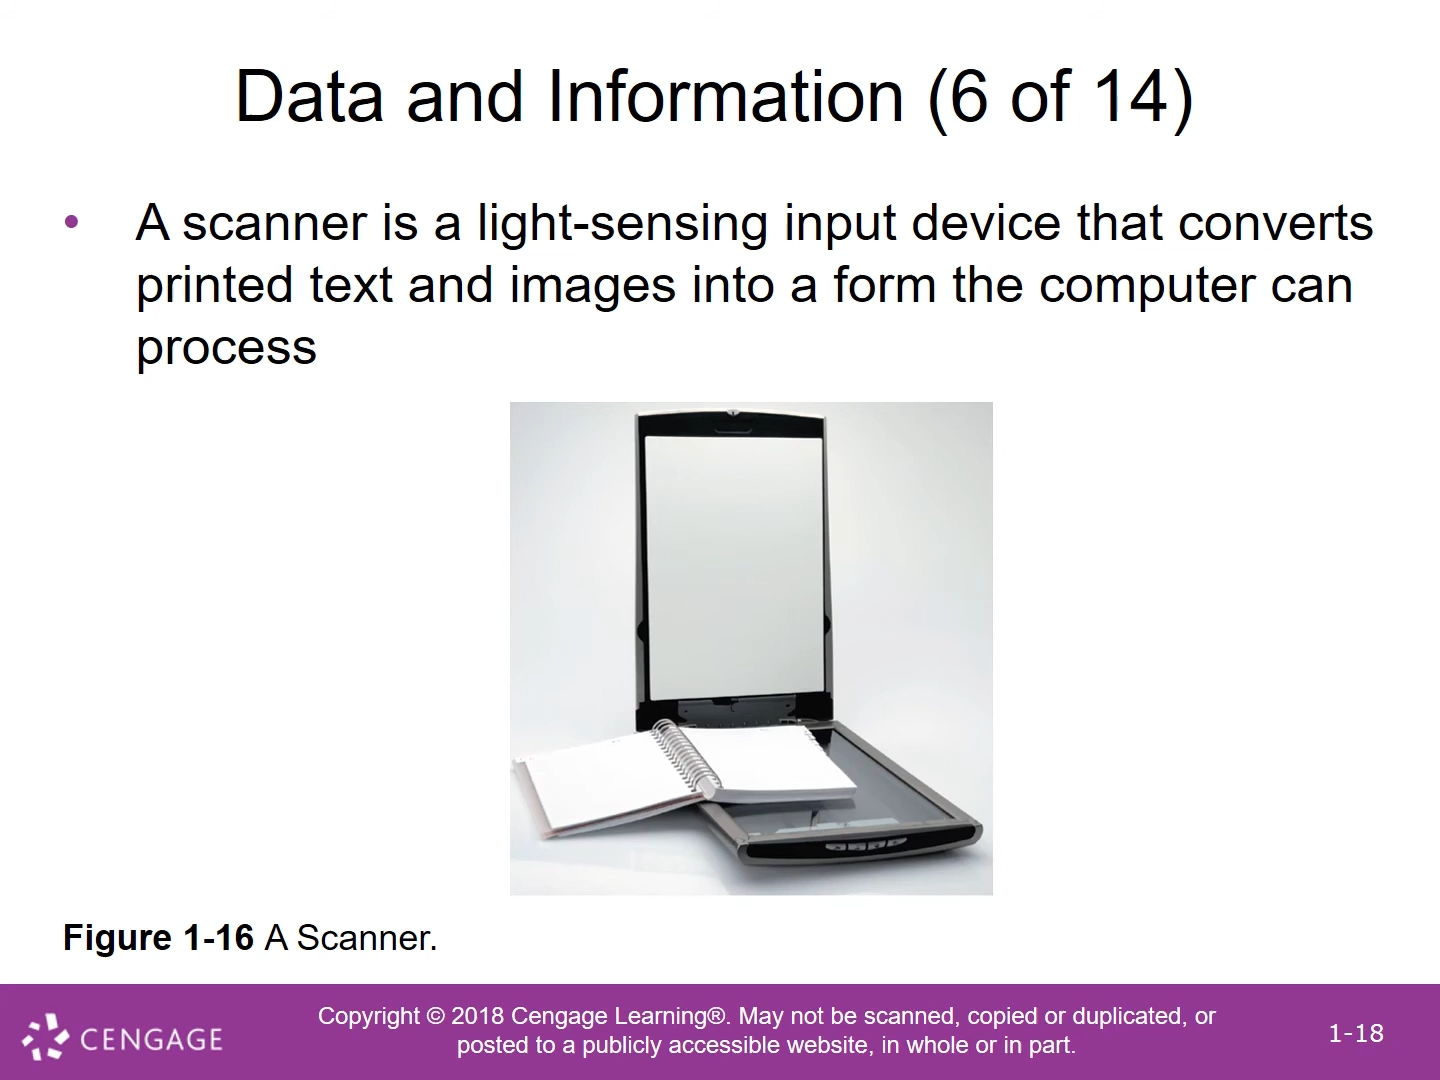 Data and Information (6 of 14)
• A scanner is a light-sensing input device that converts
printed text and images into a form the computer can
process
Figure 1-16 A Scanner.
CENGAGE
Copyright © 2018 Cengage Learning®. May not be scanned, copied or duplicated, or
posted to a publicly accessible website, in whole or in part.
1-18